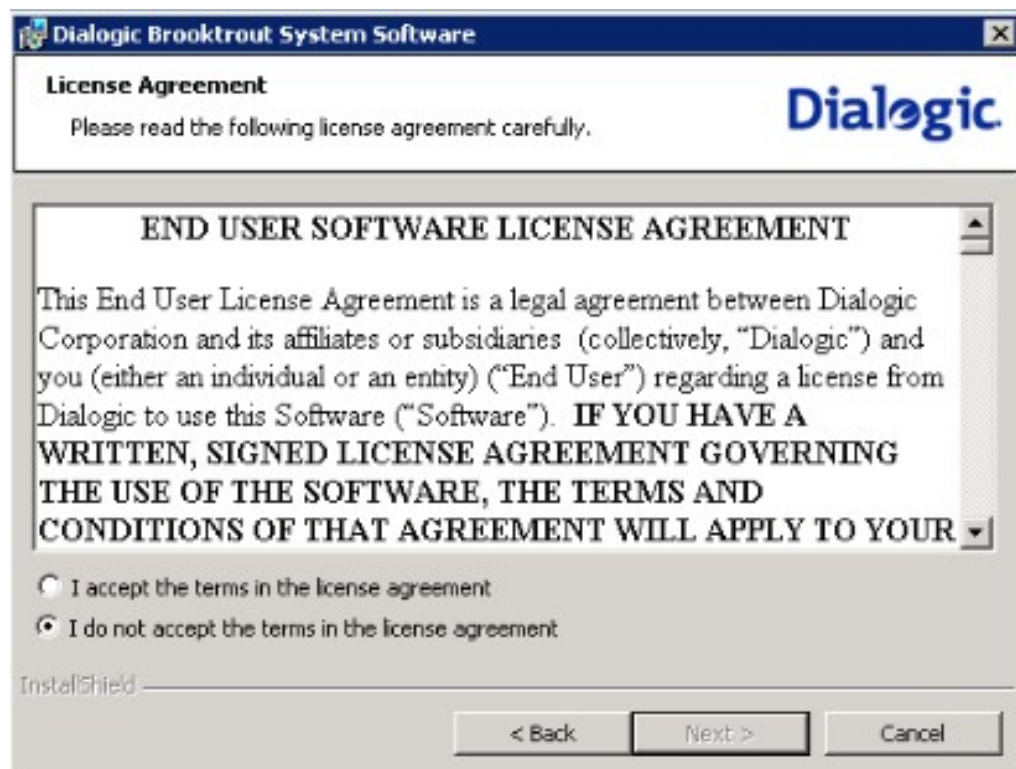 Dialogic Brooktrout System Software
License Agreement
Please read the following license agreement carefully.
Dialogic.
END USER SOFTWARE LICENSE AGREEMENT
This End User License Agreement is a legal agreement between Dialogic
Corporation and its affiliates or subsidiaries (collectively, “Dialogic”) and
you (either an individual or an entity) (“End User”) regarding a license from
Dialogic to use this Software (“Software”). IF YOU HAVE A
WRITTEN, SIGNED LICENSE AGREEMENT GOVERNING
THE USE OF THE SOFTWARE, THE TERMS AND
CONDITIONS OF THAT AGREEMENT WILL APPLY TO YOUR
I accept the terms in the license agreement
I do not accept the terms in the license agreement
InstallShield
< Back Next > Cancel